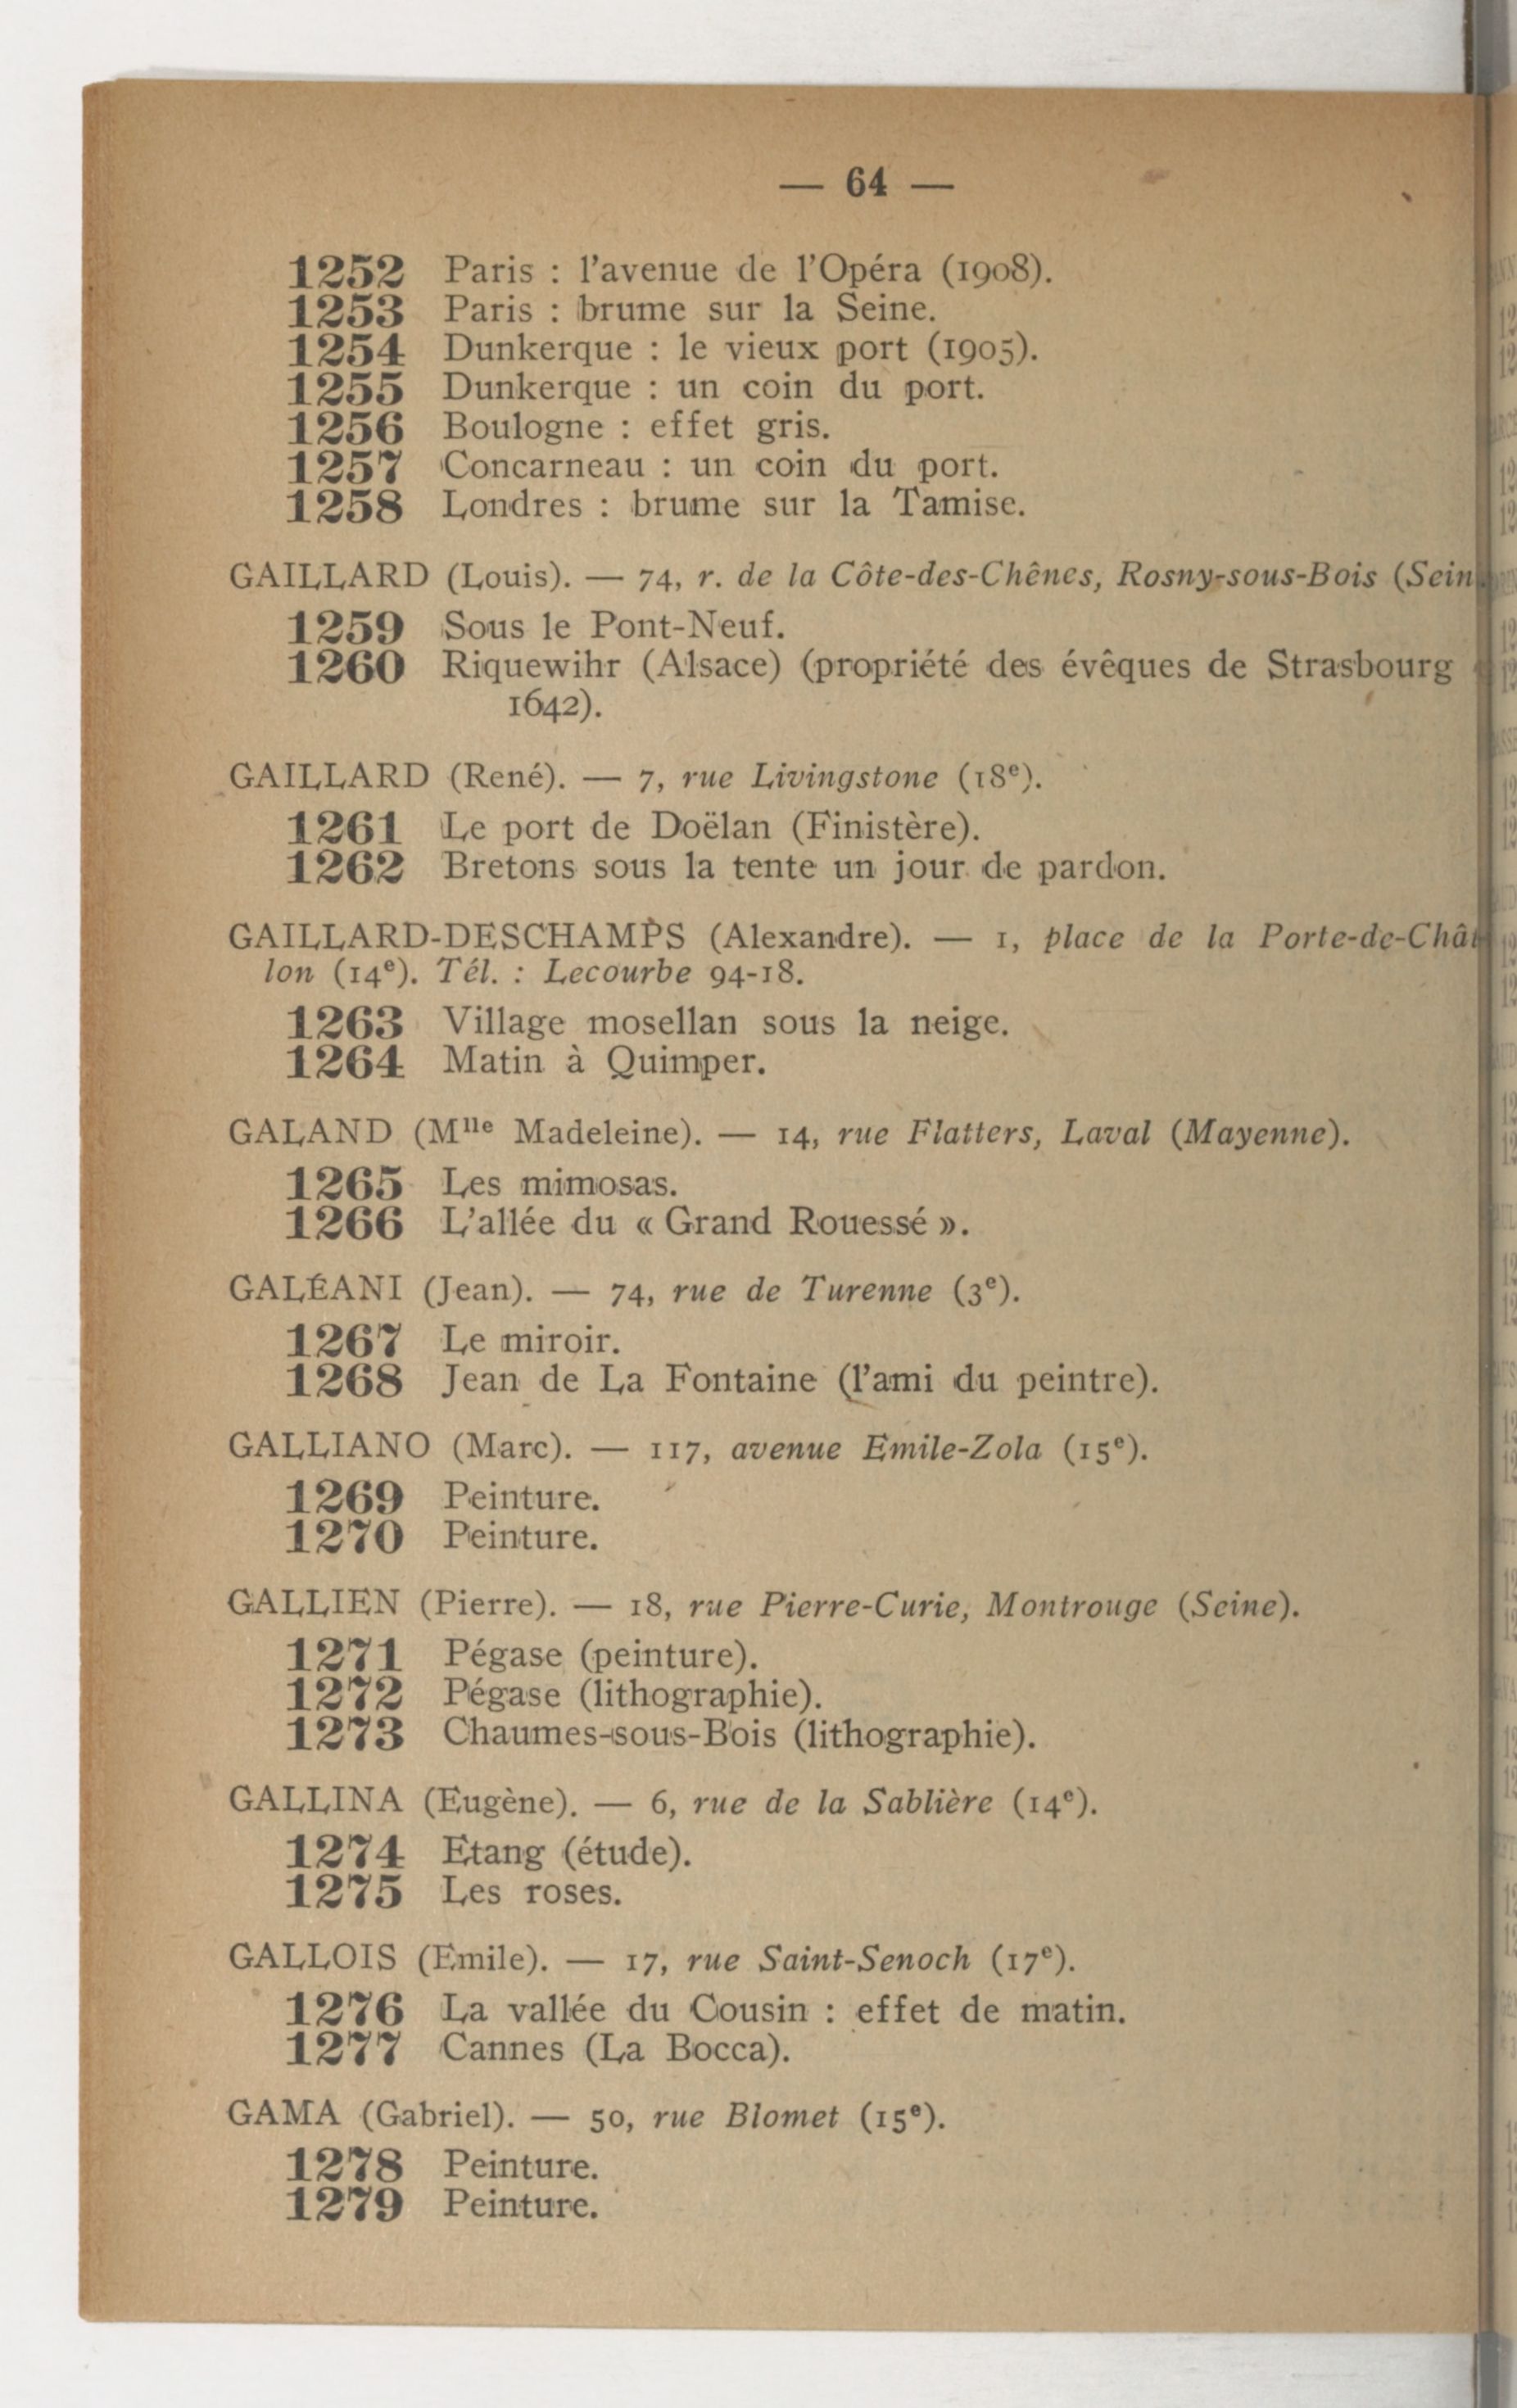 — 64 —
1252 Paris : l'avenue de l'Opéra (1908).
1253 Paris : brume sur la Seine.
1254 Dunkerque : le vieux port (1905).
1255 Dunkerque : un coin du port.
1256 Boulogne : effet gris.
1257 Concarneau : un coin du port.
1258 Londres : brume sur la Tamise.
GAILLARD (Louis). — 74, r. de la Côte-des-Chênes, Rosny-sous-Bois (Sein
1259 Sous le Pont-Neuf.
1260 Riquewihr (Alsace) (propriété des évêques de Strasbourg
1642).
GAILLARD (René). — 7, rue Livingstone (18e).
1261 Le port de Doëlan (Finistère).
1262 Bretons sous la tente un jour de pardon.
GAILLARD-DESCHAMPS (Alexandre). — 1, place de la Porte-de-Chât
lon (14e). Tél. : Lecourbe 94-18.
1263 Village mosellan sous la neige.
1264 Matin à Quimper.
GALAND (Mlle Madeleine). — 14, rue Flatters, Laval (Mayenne).
1265 Les mimosas.
1266 L'allée du « Grand Rouessé ».
GALÉANI (Jean). — 74, rue de Turenne (3e).
1267 Le miroir.
1268 Jean de La Fontaine (l'ami du peintre).
GALLIANO (Marc). — 117, avenue Emile-Zola (15e).
1269 Peinture.
1270 Peinture.
GALLIEN (Pierre). — 18, rue Pierre-Curie, Montrouge (Seine).
1271 Pégase (peinture).
1272 Pégase (lithographie).
1273 Chaumes-sous-Bois (lithographie).
GALLINA (Eugène). — 6, rue de la Sablière (14e).
1274 Etang (étude).
1275 Les roses.
GALLOIS (Emile). — 17, rue Saint-Senoch (17e).
1276 La vallée du Cousin : effet de matin.
1277 Cannes (La Bocca).
GAMA (Gabriel). — 50, rue Blomet (15e).
1278 Peinture.
1279 Peinture.